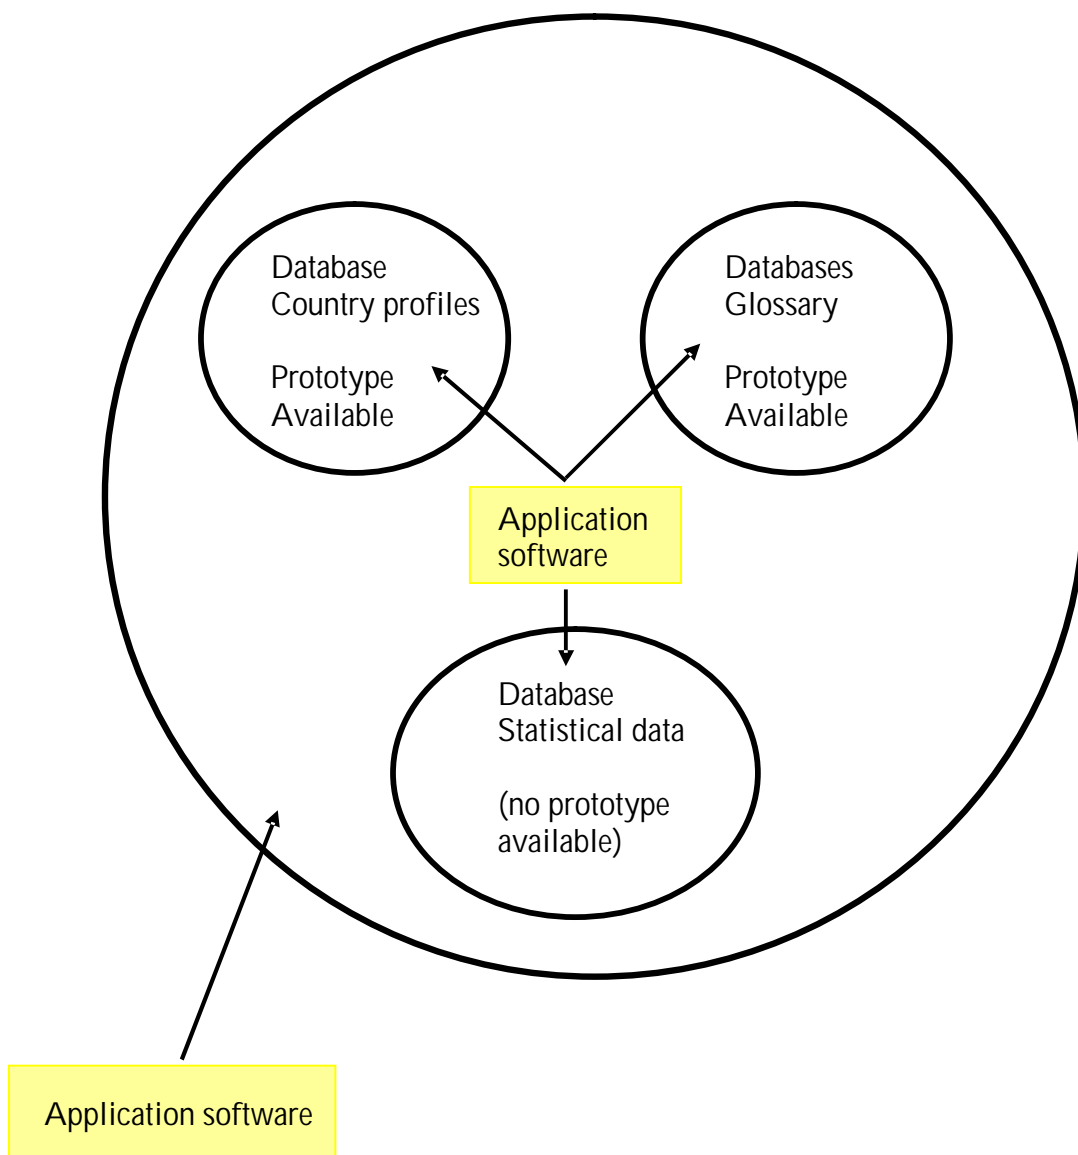 Database
Country profiles
Prototype
Available
Databases
Glossary
Prototype
Available
Application
software
Database
Statistical data
(no prototype
available)
Application software